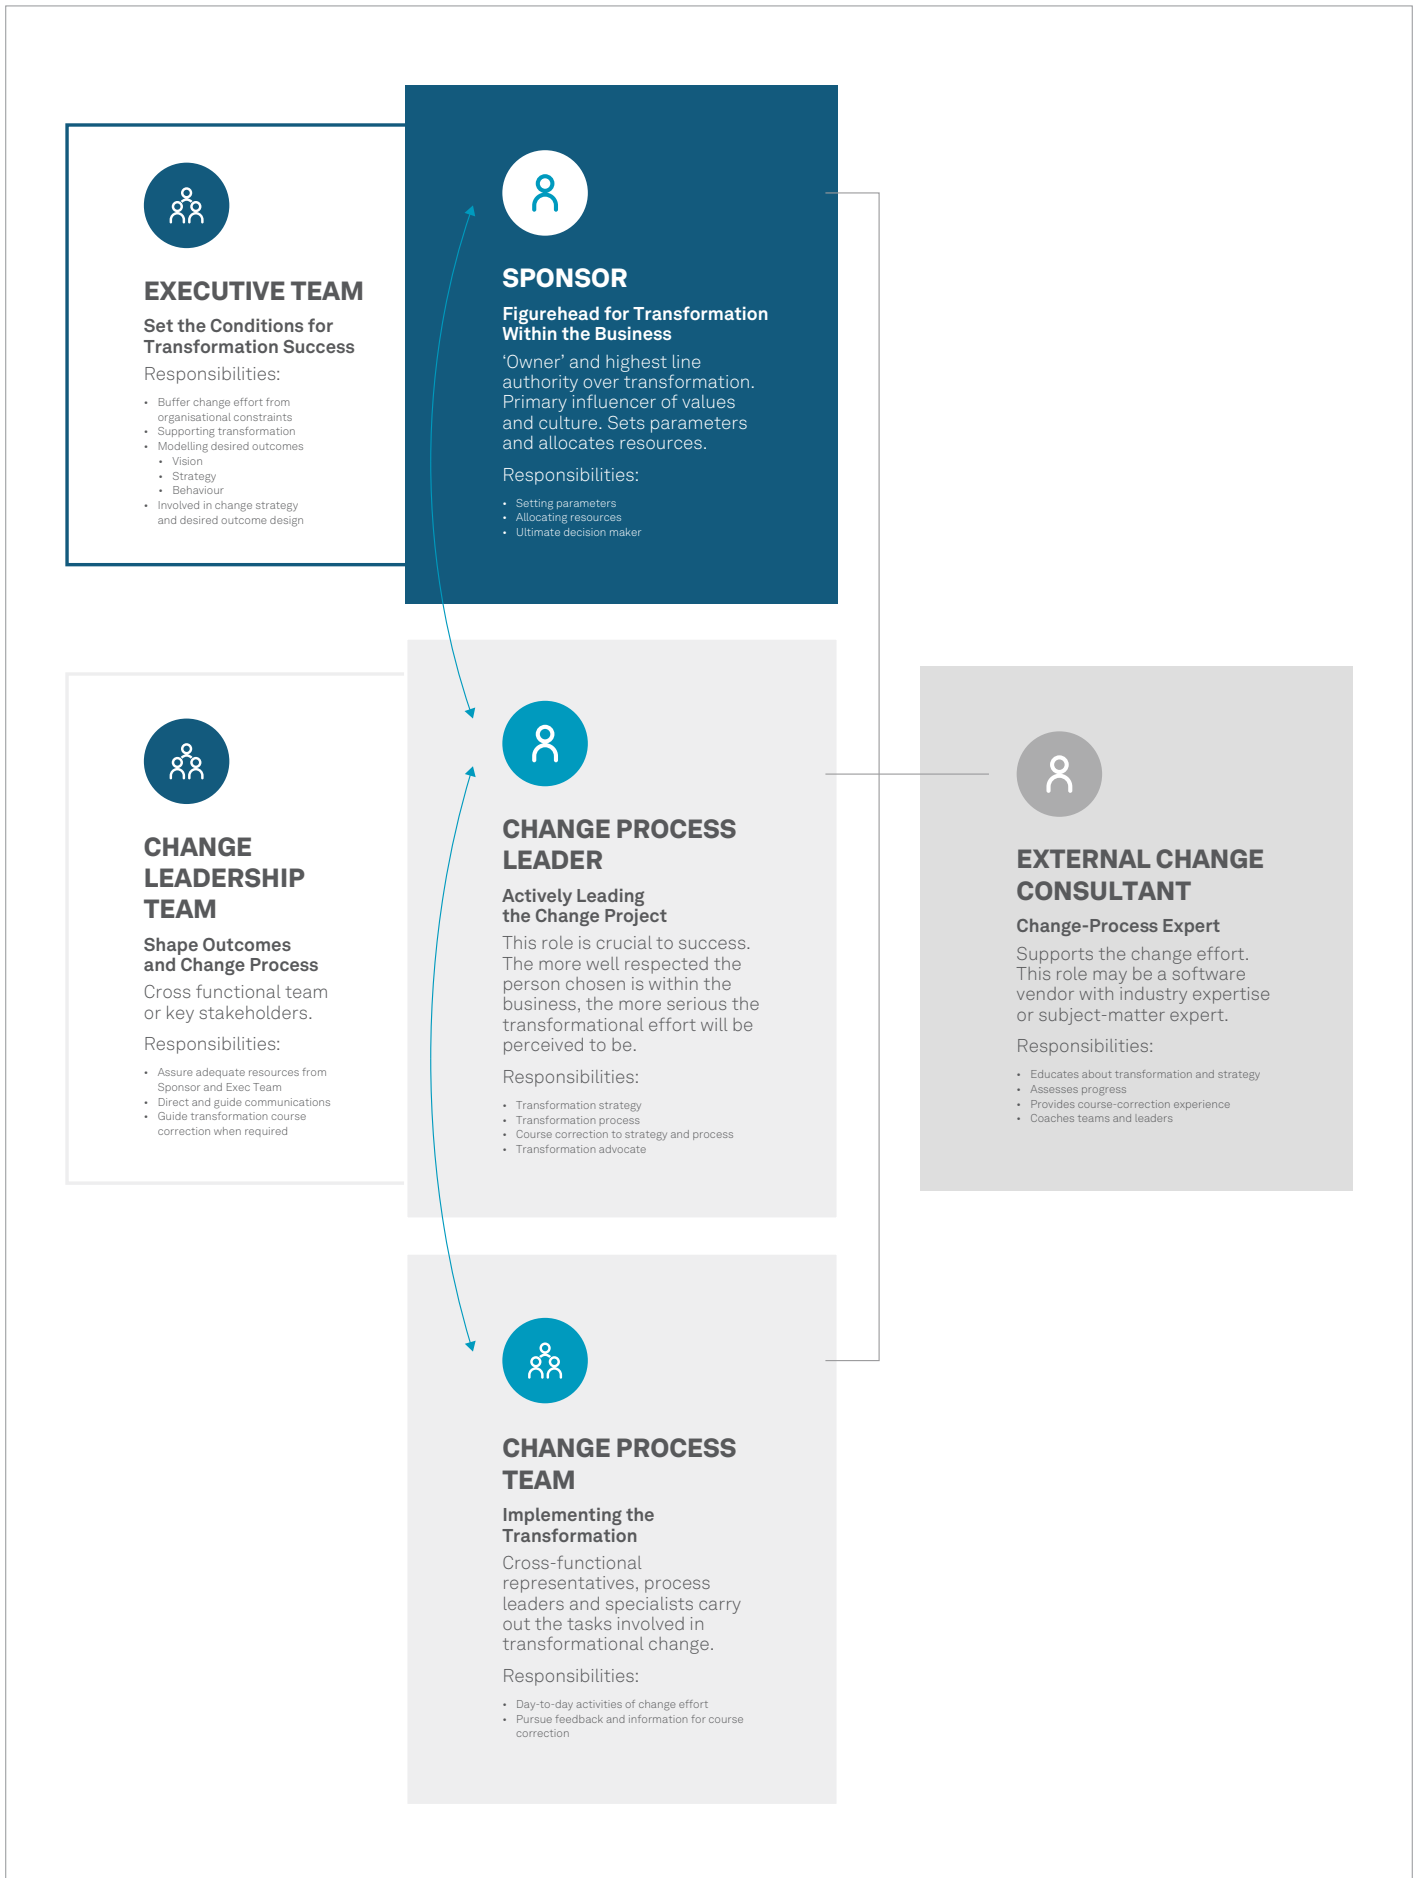 EXECUTIVE TEAM
Set the Conditions for
Transformation Success
Responsibilities:
• Buffer change effort from
organisational constraints
• Supporting transformation
• Modelling desired outcomes
• Vision
• Strategy
• Behaviour
• Involved in change strategy
and desired outcome design
SPONSOR
Figurehead for Transformation
Within the Business
‘Owner’ and highest line
authority over transformation.
Primary influencer of values
and culture. Sets parameters
and allocates resources.
Responsibilities:
• Setting parameters
• Allocating resources
• Ultimate decision maker
CHANGE
LEADERSHIP
TEAM
Shape Outcomes
and Change Process
Cross functional team
or key stakeholders.
Responsibilities:
• Assure adequate resources from
Sponsor and Exec Team
• Direct and guide communications
• Guide transformation course
correction when required
CHANGE PROCESS
LEADER
Actively Leading
the Change Project
This role is crucial to success.
The more well respected the
person chosen is within the
business, the more serious the
transformational effort will be
perceived to be.
Responsibilities:
• Transformation strategy
• Transformation process
• Course correction to strategy and process
• Transformation advocate
EXTERNAL CHANGE
CONSULTANT
Change-Process Expert
Supports the change effort.
This role may be a software
vendor with industry expertise
or subject-matter expert.
Responsibilities:
• Educates about transformation and strategy
• Assesses progress
• Provides course-correction experience
• Coaches teams and leaders
CHANGE PROCESS
TEAM
Implementing the
Transformation
Cross-functional
representatives, process
leaders and specialists carry
out the tasks involved in
transformational change.
Responsibilities:
• Day-to-day activities of change effort
• Pursue feedback and information for course
correction